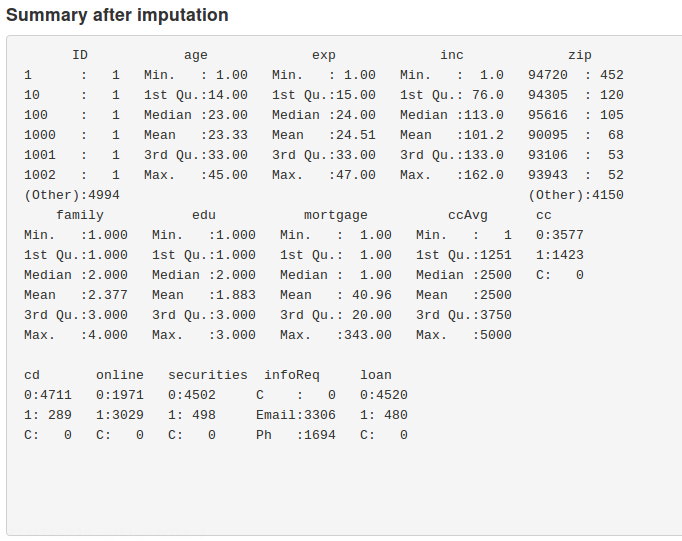 Summary after imputation
      ID            age             exp             inc             zip
1      :   1   Min.   : 1.00   Min.   : 1.00   Min.   :  1.0   94720  : 452
10     :   1   1st Qu.:14.00   1st Qu.:15.00   1st Qu.: 76.0   94305  : 120
100    :   1   Median :23.00   Median :24.00   Median :113.0   95616  : 105
1000   :   1   Mean   :23.33   Mean   :24.51   Mean   :101.2   90095  :  68
1001   :   1   3rd Qu.:33.00   3rd Qu.:33.00   3rd Qu.:133.0   93106  :  53
1002   :   1   Max.   :45.00   Max.   :47.00   Max.   :162.0   93943  :  52
(Other):4994                                                   (Other):4150
    family           edu           mortgage          ccAvg      cc
Min.   :1.000   Min.   :1.000   Min.   :  1.00   Min.   :   1   0:3577
1st Qu.:1.000   1st Qu.:1.000   1st Qu.:  1.00   1st Qu.:1251   1:1423
Median :2.000   Median :2.000   Median :  1.00   Median :2500   C:   0
Mean   :2.377   Mean   :1.883   Mean   : 40.96   Mean   :2500
3rd Qu.:3.000   3rd Qu.:3.000   3rd Qu.: 20.00   3rd Qu.:3750
Max.   :4.000   Max.   :3.000   Max.   :343.00   Max.   :5000
cd       online   securities  infoReq     loan
0:4711   0:1971   0:4502     C    :   0   0:4520
1: 289   1:3029   1: 498     Email:3306   1: 480
C:   0   C:   0   C:   0     Ph   :1694   C:   0